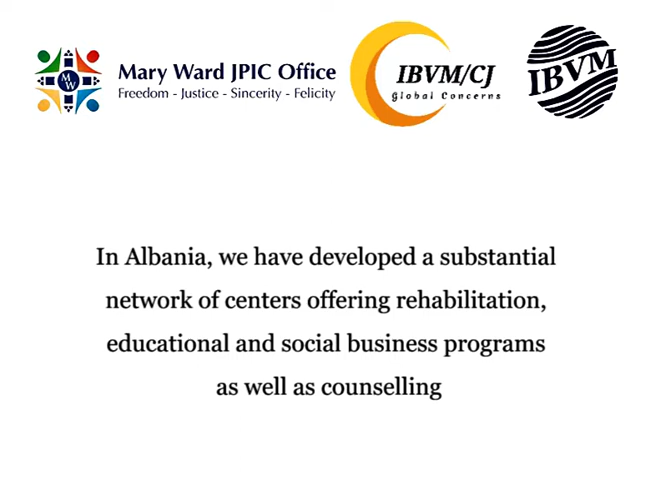 MW
Mary Ward JPIC Office
Freedom - Justice - Sincerity - Felicity
IBVM/CJ
Global Concerns
IBVM
In Albania, we have developed a substantial
network of centers offering rehabilitation,
educational and social business programs
as well as counselling